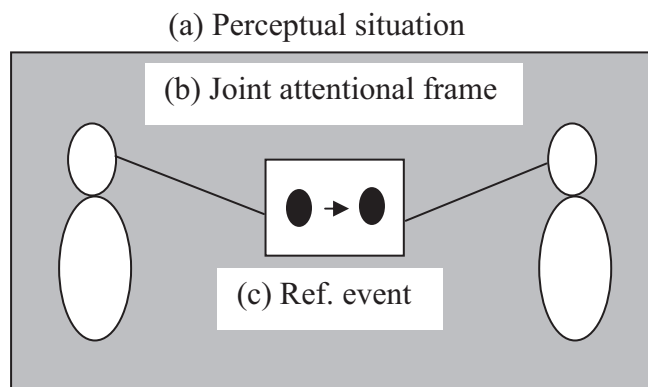 (a) Perceptual situation
(b) Joint attentional frame
(c) Ref. event